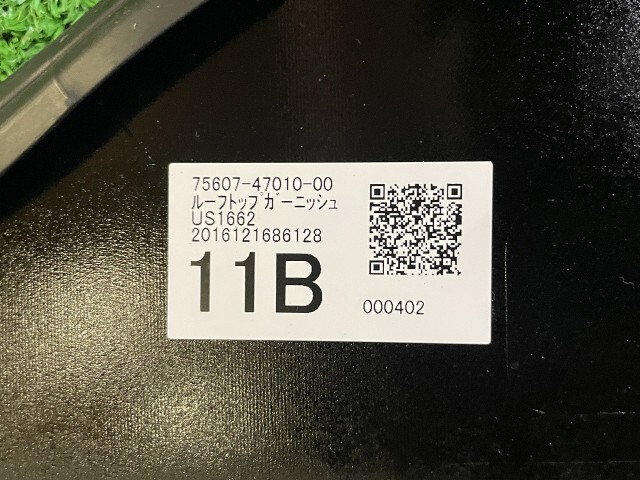 75607-47010-00
ﾙｰﾌﾄｯﾌﾟｶﾞｰﾆｯｼｭ
US1662
2016121686128
11B
000402